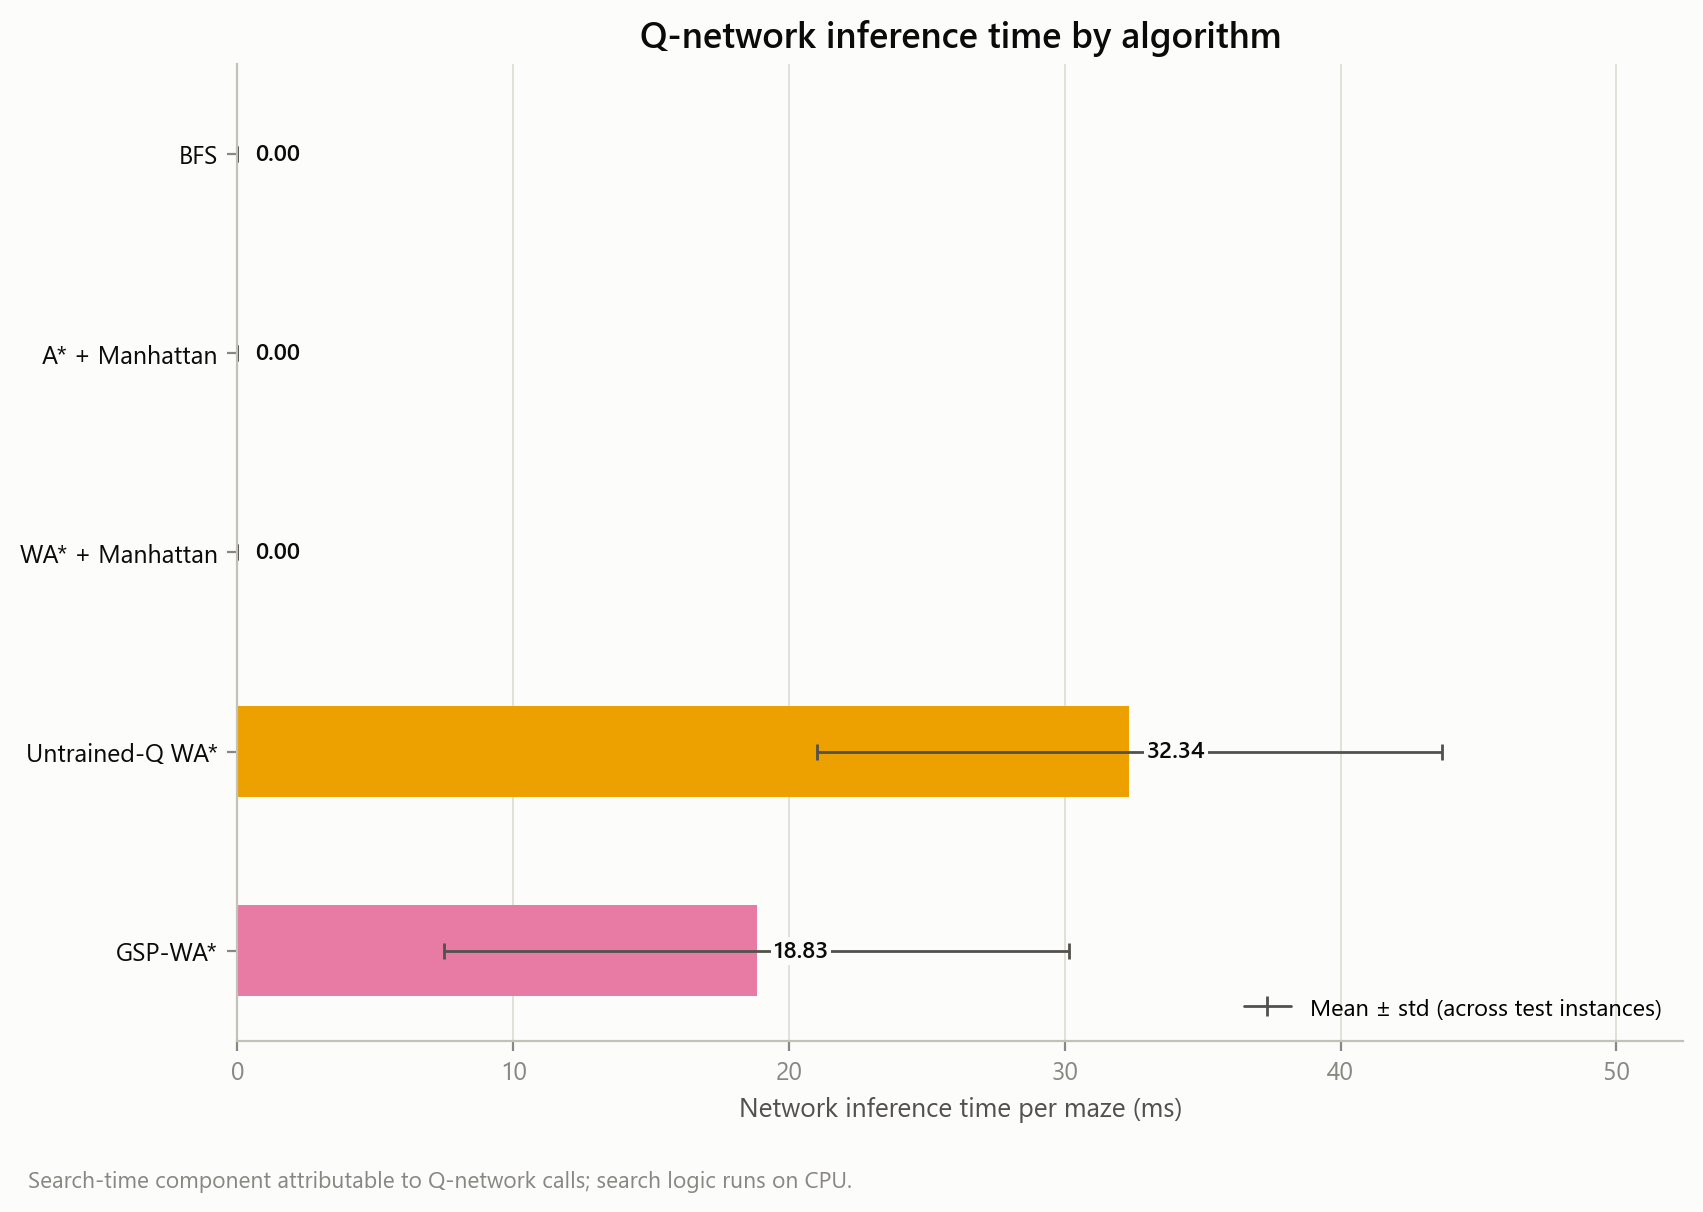 Q-network inference time by algorithm
BFS
0.00
A* + Manhattan
0.00
WA* + Manhattan
0.00
Untrained-Q WA*
32.34
GSP-WA*
18.83
Mean ± std (across test instances)
0 10 20 30 40 50
Network inference time per maze (ms)
Search-time component attributable to Q-network calls; search logic runs on CPU.